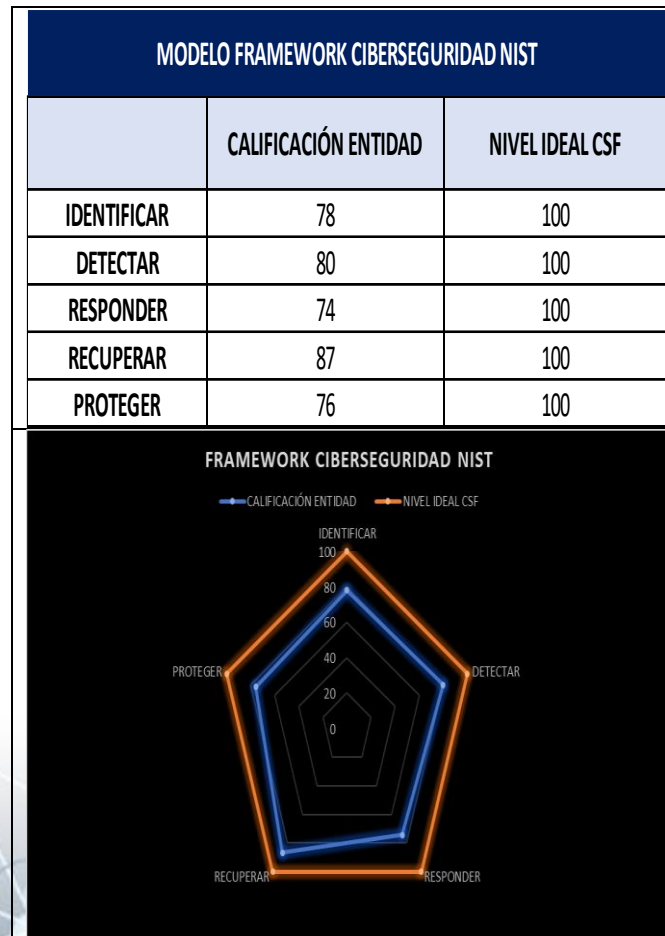 MODELO FRAMEWORK CIBERSEGURIDAD NIST
CALIFICACIÓN ENTIDAD NIVEL IDEAL CSF
IDENTIFICAR 78 100
DETECTAR 80 100
RESPONDER 74 100
RECUPERAR 87 100
PROTEGER 76 100
FRAMEWORK CIBERSEGURIDAD NIST
CALIFICACIÓN ENTIDAD NIVEL IDEAL CSF
IDENTIFICAR
100
80
60
40
20
0
PROTEGER DETECTAR
RECUPERAR RESPONDER